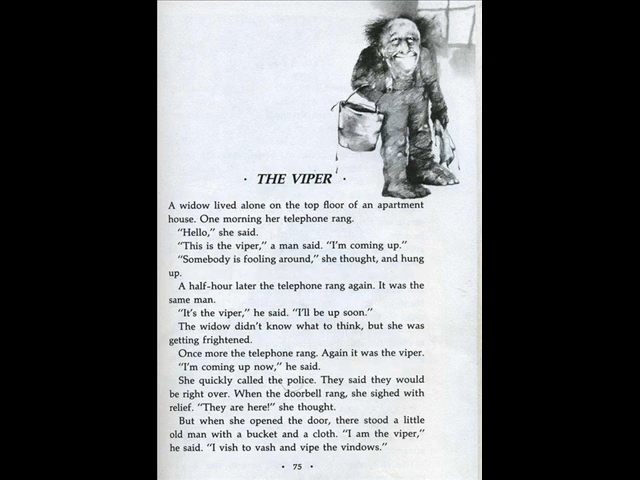 · THE VIPER ·
A widow lived alone on the top floor of an apartment
house. One morning her telephone rang.
“Hello,” she said.
“This is the viper,” a man said. “I'm coming up.”
“Somebody is fooling around,” she thought, and hung
up.
A half-hour later the telephone rang again. It was the
same man.
“It's the viper,” he said. “I'll be up soon.”
The widow didn't know what to think, but she was
getting frightened.
Once more the telephone rang. Again it was the viper.
“I'm coming up now,” he said.
She quickly called the police. They said they would
be right over. When the doorbell rang, she sighed with
relief. “They are here!” she thought.
But when she opened the door, there stood a little
old man with a bucket and a cloth. “I am the viper,”
he said. “I vish to vash and vipe the vindows.”
· 75 ·